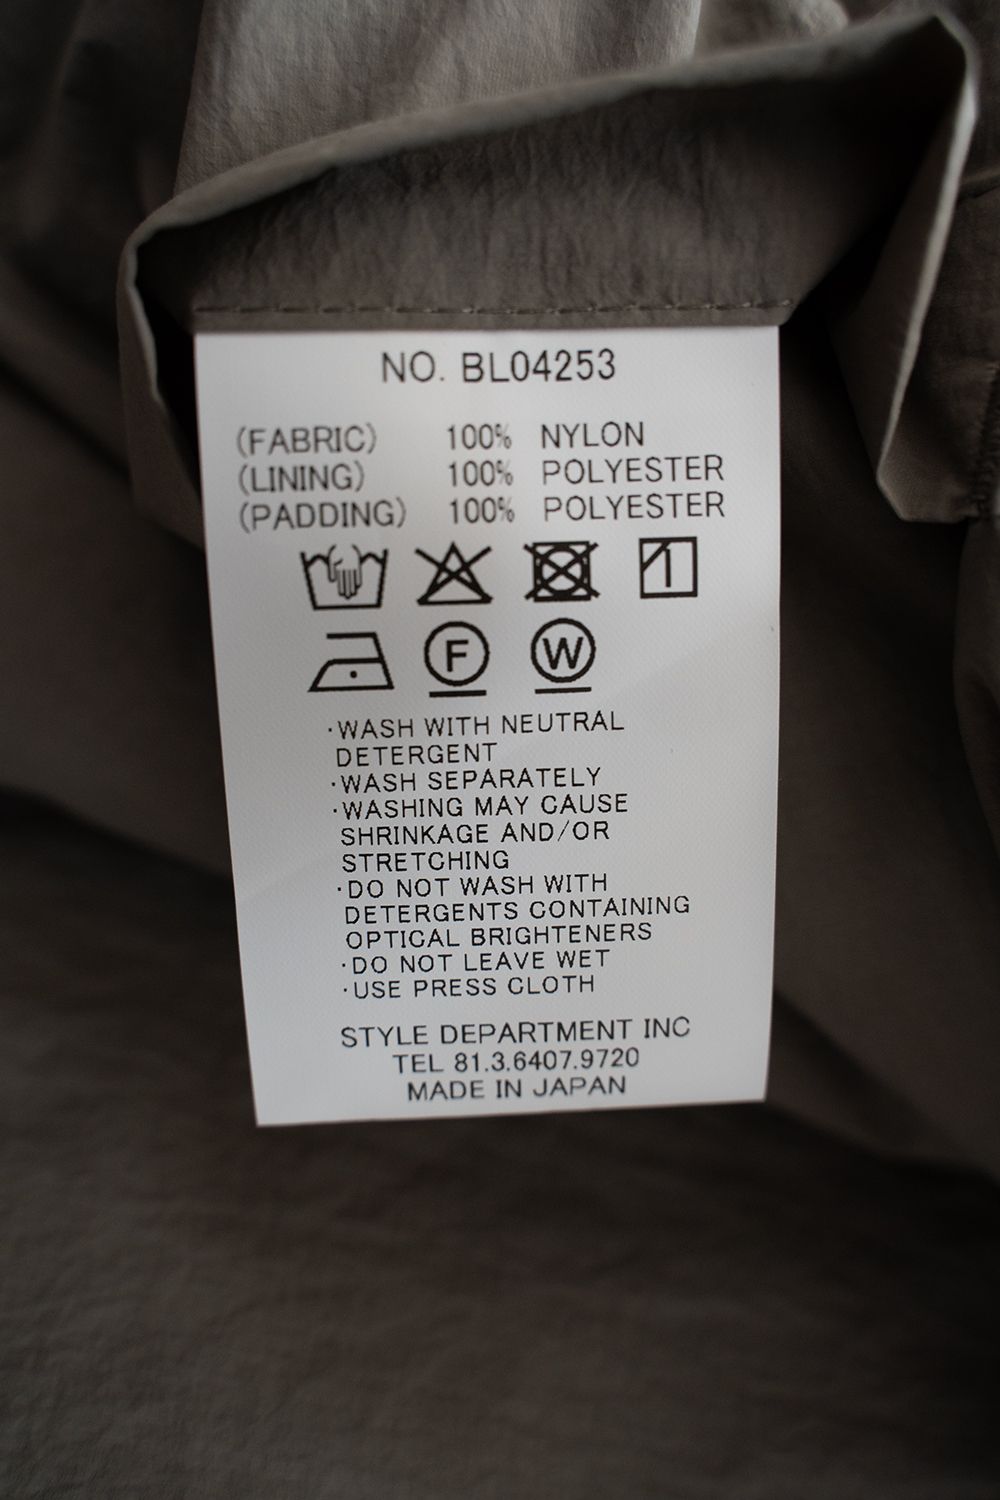 NO. BL04253
(FABRIC) 100% NYLON
(LINING) 100% POLYESTER
(PADDING) 100% POLYESTER
F W
·WASH WITH NEUTRAL
DETERGENT
·WASH SEPARATELY
·WASHING MAY CAUSE
SHRINKAGE AND/OR
STRETCHING
·DO NOT WASH WITH
DETERGENTS CONTAINING
OPTICAL BRIGHTENERS
·DO NOT LEAVE WET
·USE PRESS CLOTH
STYLE DEPARTMENT INC
TEL 81.3.6407.9720
MADE IN JAPAN